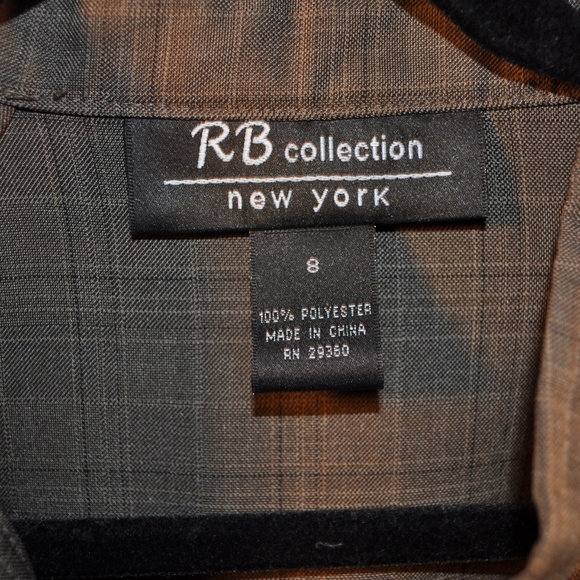 RB collection
new york
8
100% POLYESTER
MADE IN CHINA
RN 29360